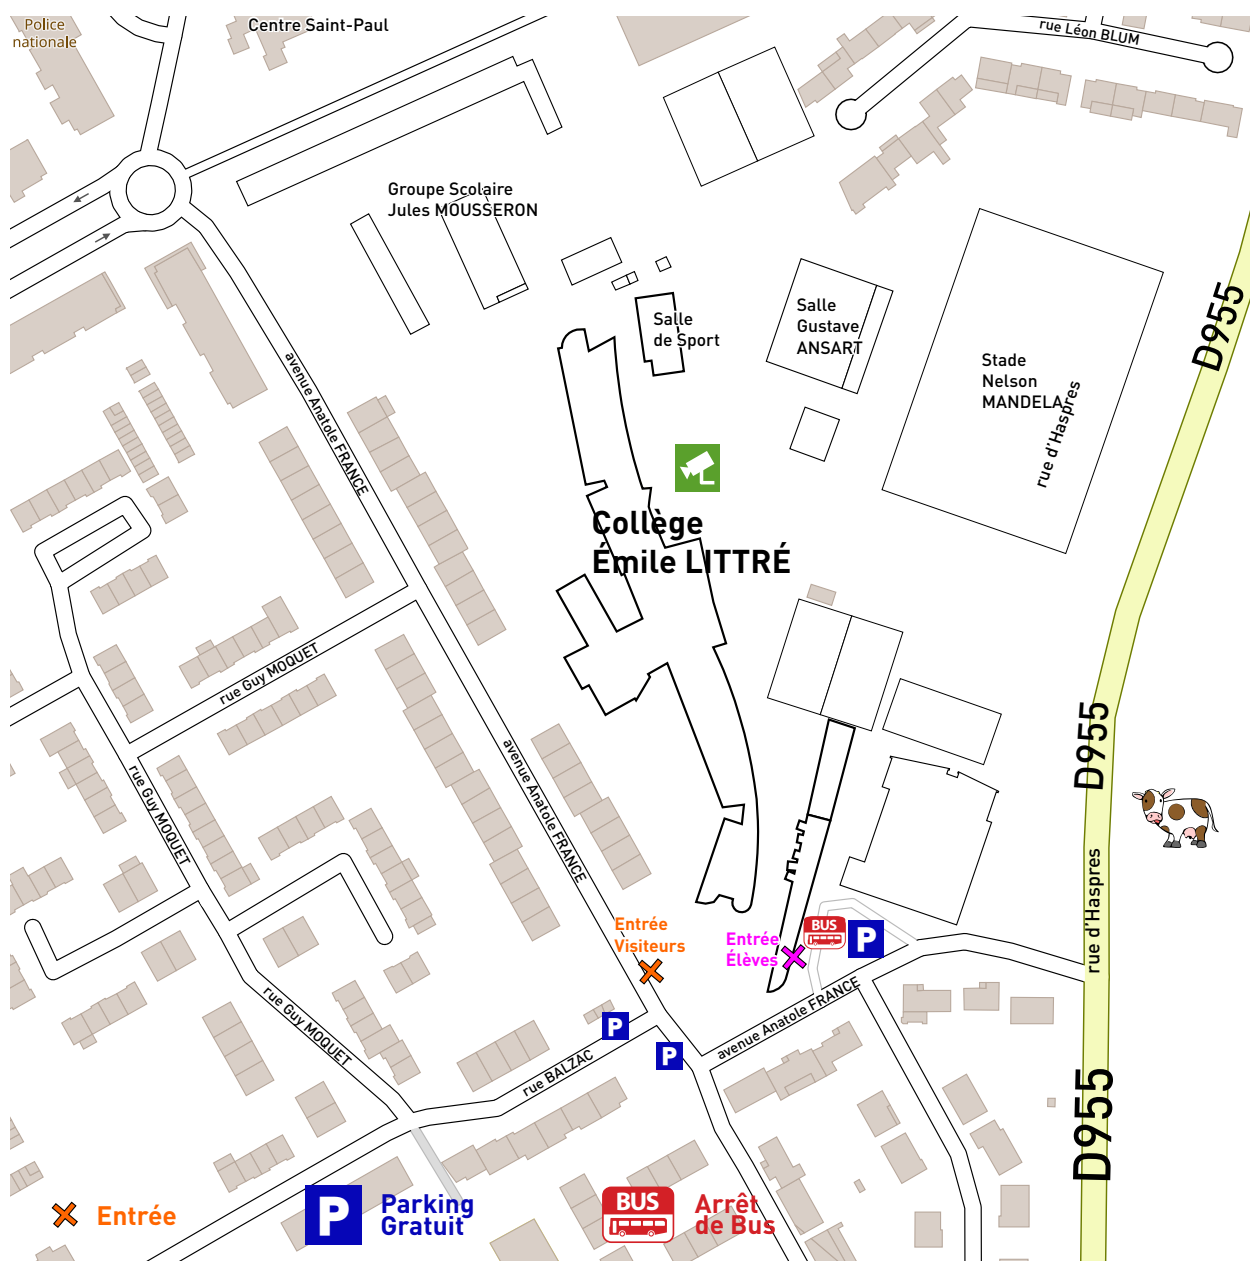 Police
nationale
Centre Saint-Paul
rue Léon BLUM
Groupe Scolaire
Jules MOUSSERON
D955
Salle
de Sport
Salle
Gustave
ANSART
Stade
Nelson
MANDELA
rue d'Haspres
avenue Anatole FRANCE
Collège
Émile LITTRÉ
rue Guy MOQUET
D955
rue Guy MOQUET
avenue Anatole FRANCE
rue d'Haspres
Entrée
Visiteurs
Entrée
Élèves
BUS
P
avenue Anatole FRANCE
rue Guy MOQUET
P
P
rue BALZAC
D955
Entrée
P
Parking
Gratuit
BUS
Arrêt
de Bus